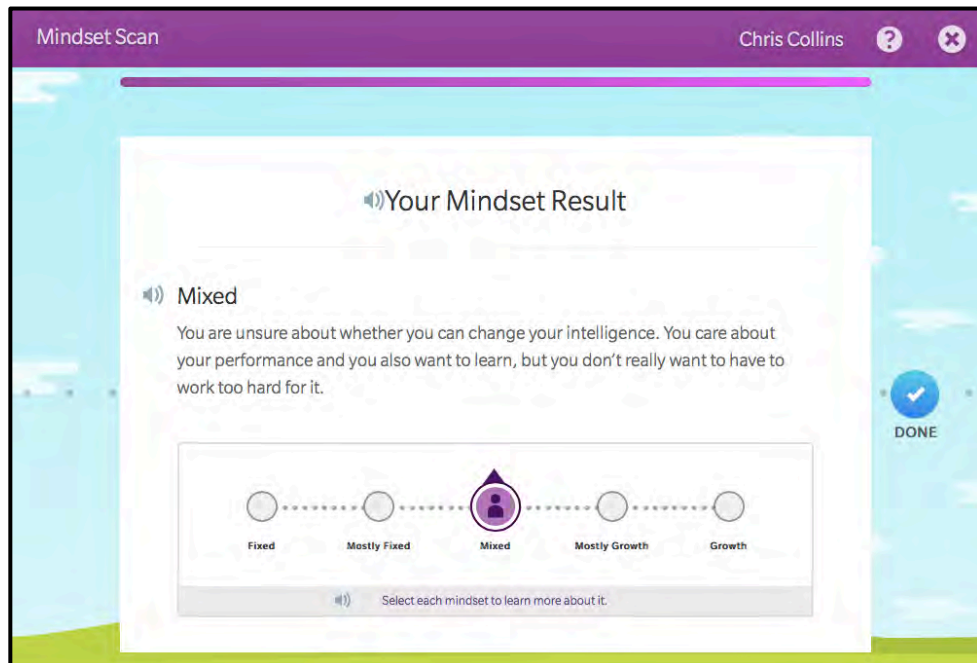 Mindset Scan
Chris Collins
?
Your Mindset Result
Mixed
You are unsure about whether you can change your intelligence. You care about
your performance and you also want to learn, but you don't really want to have to
work too hard for it.
DONE
Fixed
Mostly Fixed
Mixed
Mostly Growth
Growth
Select each mindset to learn more about it.